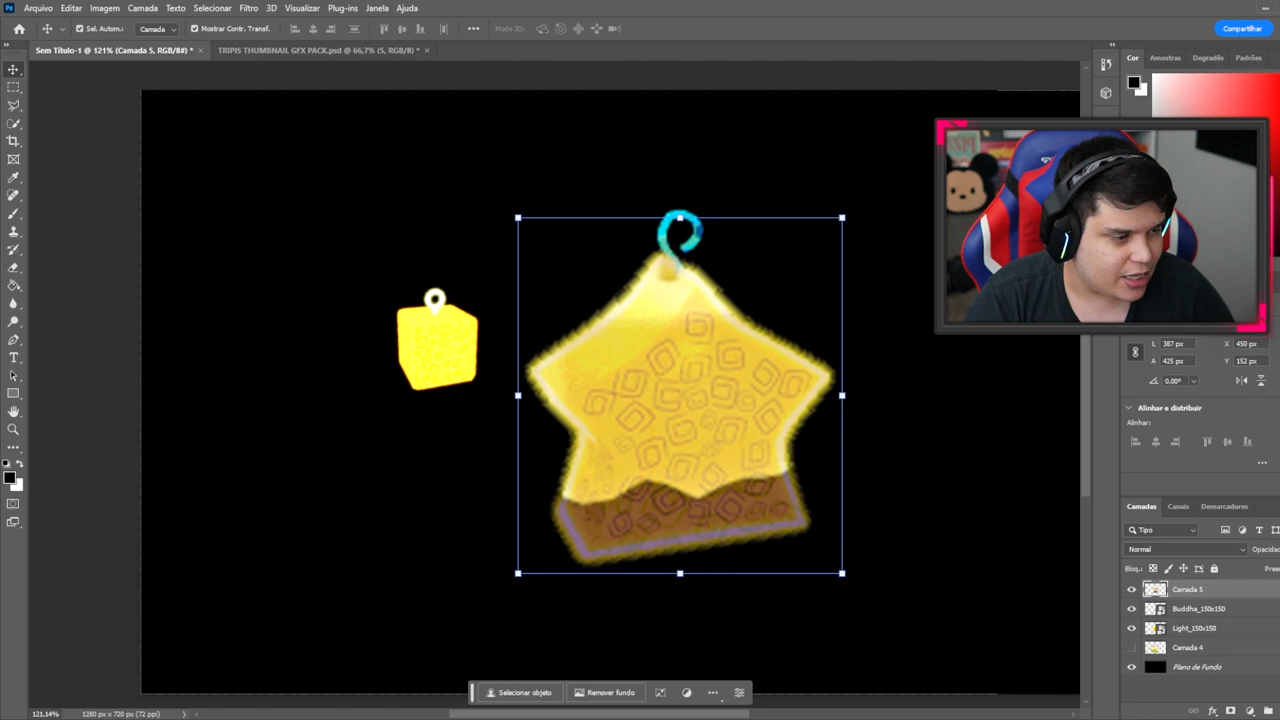 Ps Arquivo Editar Imagem Camada Texto Selecionar Filtro 3D Visualizar Plug-ins Janela Ajuda
Sel. Autom.: Camada Mostrar Contr. Transf. Modo 3D: Compartilhar
Sem Título-1 @ 121% (Camada 5, RGB/8#) * TRIPIS THUMBNAIL GFX PACK.psd @ 66,7% (5, RGB/8) *
Cor Amostras Degradês Padrões
L 387 px X 450 px
A 425 px Y 152 px
0,00°
Alinhar e distribuir
Alinhar:
Camadas Canais Demarcadores
Tipo
Normal Opacidad
Bloq.: Pree
Camada 5
Buddha_150x150
Light_150x150
Camada 4
Plano de Fundo
Selecionar objeto Remover fundo
121,14% 1280 px x 720 px (72 ppi)